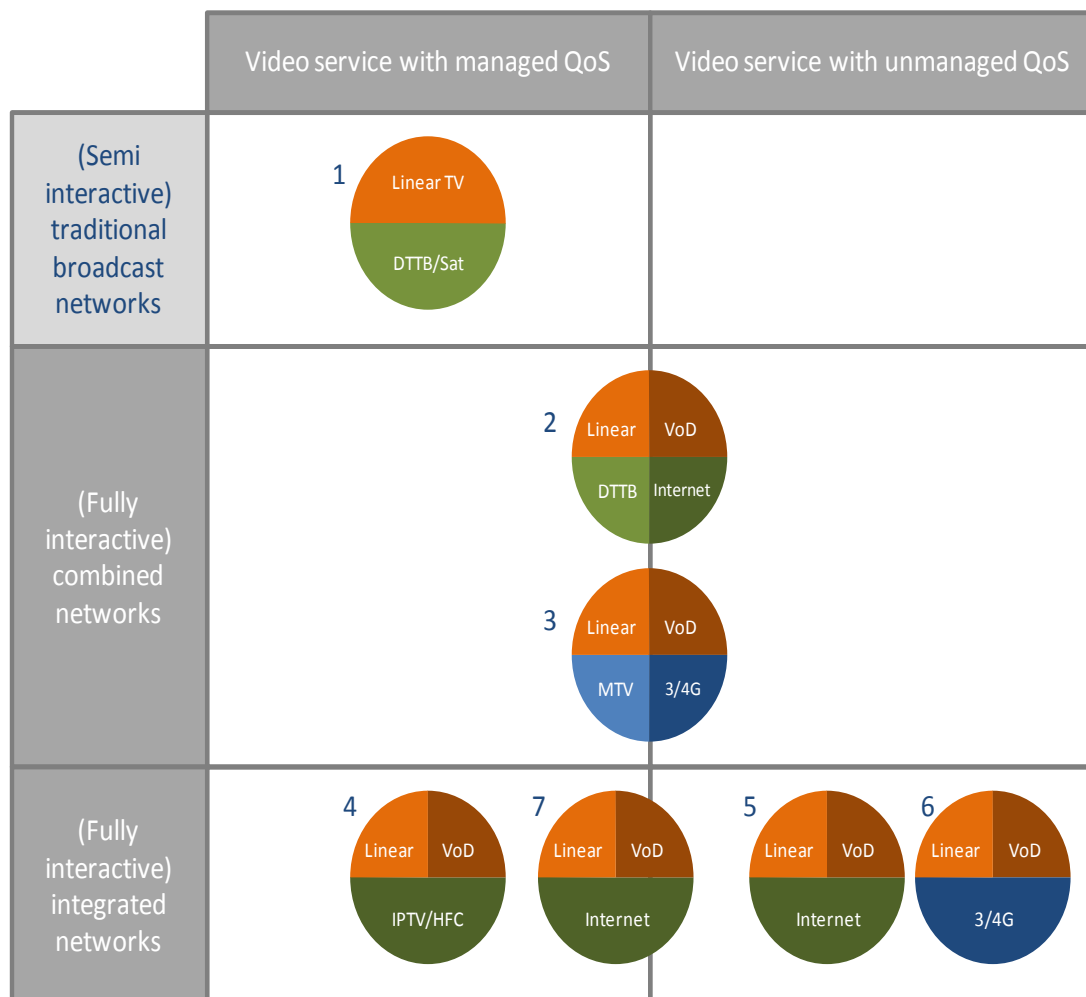 Video service with managed QoS
Video service with unmanaged QoS
(Semi
interactive)
traditional
broadcast
networks
1
Linear TV
DTTB/Sat
(Fully
interactive)
combined
networks
2
Linear
VoD
DTTB
Internet
3
Linear
VoD
MTV
3/4G
(Fully
interactive)
integrated
networks
4
Linear
VoD
IPTV/HFC
7
Linear
VoD
Internet
5
Linear
VoD
Internet
6
Linear
VoD
3/4G